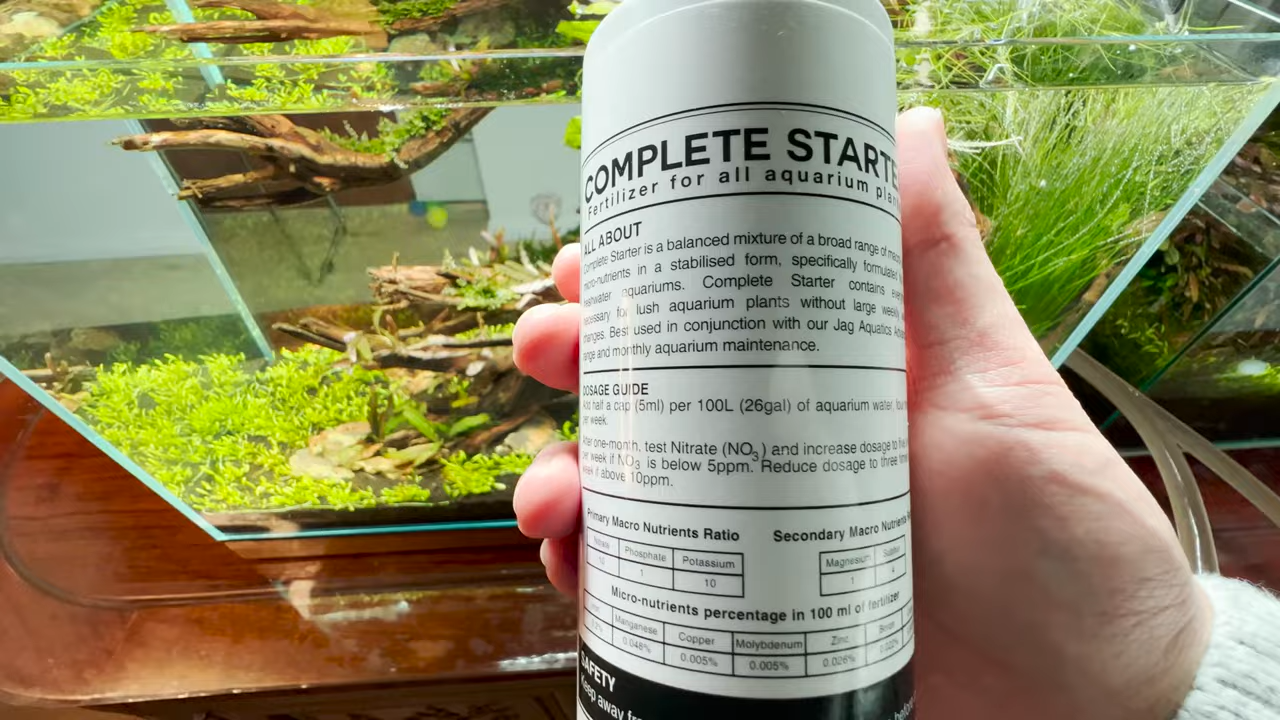 COMPLETE STARTE
Fertilizer for all aquarium plan
ALL ABOUT
Complete Starter is a balanced mixture of a broad range of
micro-nutrients in a stabilised form, specifically formulated
freshwater aquariums. Complete Starter contains
necessary for lush aquarium plants without large weekly
changes. Best used in conjunction with our Jag Aquatics
range and monthly aquarium maintenance.
DOSAGE GUIDE
Add half a cap (5ml) per 100L (26gal) of aquarium water,
per week.
After one-month, test Nitrate (NO3) and increase dosage to
per week if NO3 is below 5ppm. Reduce dosage to three
week if above 10ppm.
Primary Macro Nutrients Ratio
Secondary Macro Nutrients
Nitrate Phosphate Potassium
Magnesium
10 1 10
1 4
Micro-nutrients percentage in 100 ml of fertilizer
Manganese Copper Molybdenum Zinc Boron
0.048% 0.005% 0.005% 0.026%
SAFETY
Keep away